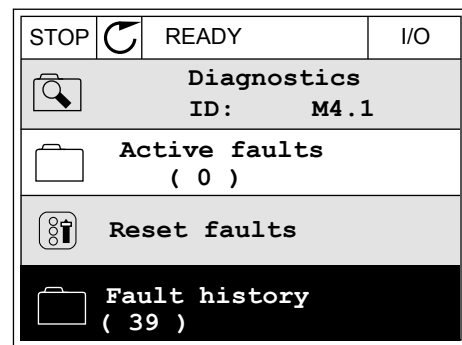 STOP READY I/O
Diagnostics
ID: M4.1
Active faults
( 0 )
Reset faults
Fault history
( 39 )